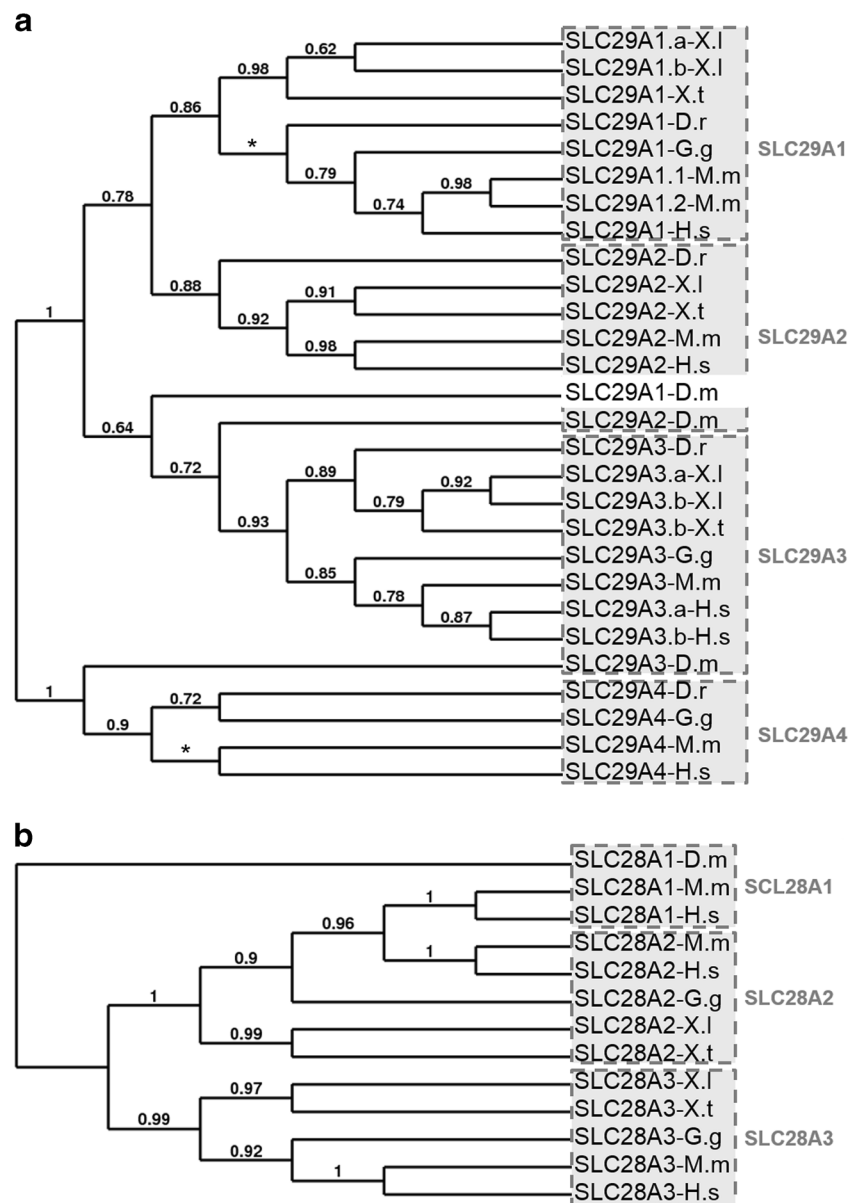 a
0.62
SLC29A1.a-X.l
SLC29A1.b-X.l
0.98
SLC29A1-X.t
0.86
*
SLC29A1-D.r
SLC29A1
0.79
SLC29A1-G.g
0.98
SLC29A1.1-M.m
SLC29A1.2-M.m
0.74
SLC29A1-H.s
0.78
SLC29A2-D.r
0.88
0.91
SLC29A2-X.l
SLC29A2-X.t
0.92
SLC29A2
0.98
SLC29A2-M.m
SLC29A2-H.s
1
SLC29A1-D.m
0.64
SLC29A2-D.m
0.72
0.89
SLC29A3-D.r
0.92
SLC29A3.a-X.l
SLC29A3.b-X.l
0.79
SLC29A3.b-X.t
0.93
SLC29A3
0.85
SLC29A3-G.g
0.78
SLC29A3-M.m
0.87
SLC29A3.a-H.s
SLC29A3.b-H.s
1
SLC29A3-D.m
0.9
0.72
SLC29A4-D.r
SLC29A4-G.g
SLC29A4
*
SLC29A4-M.m
SLC29A4-H.s
b
SLC28A1-D.m
SCL28A1
1
SLC28A1-M.m
SLC28A1-H.s
0.96
1
SLC28A2-M.m
SLC28A2-H.s
0.9
SLC28A2-G.g
SLC28A2
1
0.99
SLC28A2-X.l
SLC28A2-X.t
0.97
SLC28A3-X.l
SLC28A3-X.t
0.99
SLC28A3
0.92
SLC28A3-G.g
1
SLC28A3-M.m
SLC28A3-H.s